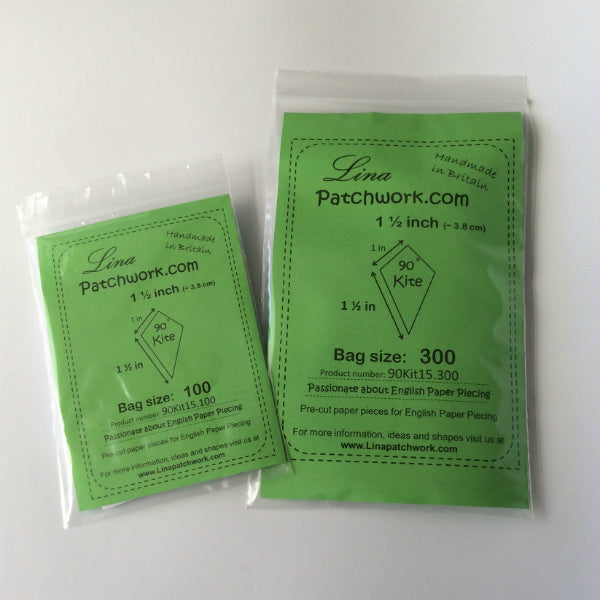 Lina
Handmade
in Britain
Patchwork.com
1 ½ inch (~ 3.8 cm)
1 in
90°
Kite
1 ½ in
Bag size: 100
Product number: 90Kit15.100
Passionate about English Paper Piecing
Pre-cut paper pieces for English Paper Piecing
For more information, ideas and shapes visit us at
www.Linapatchwork.com
Lina
Handmade
in Britain
Patchwork.com
1 ½ inch (~ 3.8 cm)
1 in
90°
Kite
1 ½ in
Bag size: 300
Product number: 90Kit15.300
Passionate about English Paper Piecing
Pre-cut paper pieces for English Paper Piecing
For more information, ideas and shapes visit us at
www.Linapatchwork.com